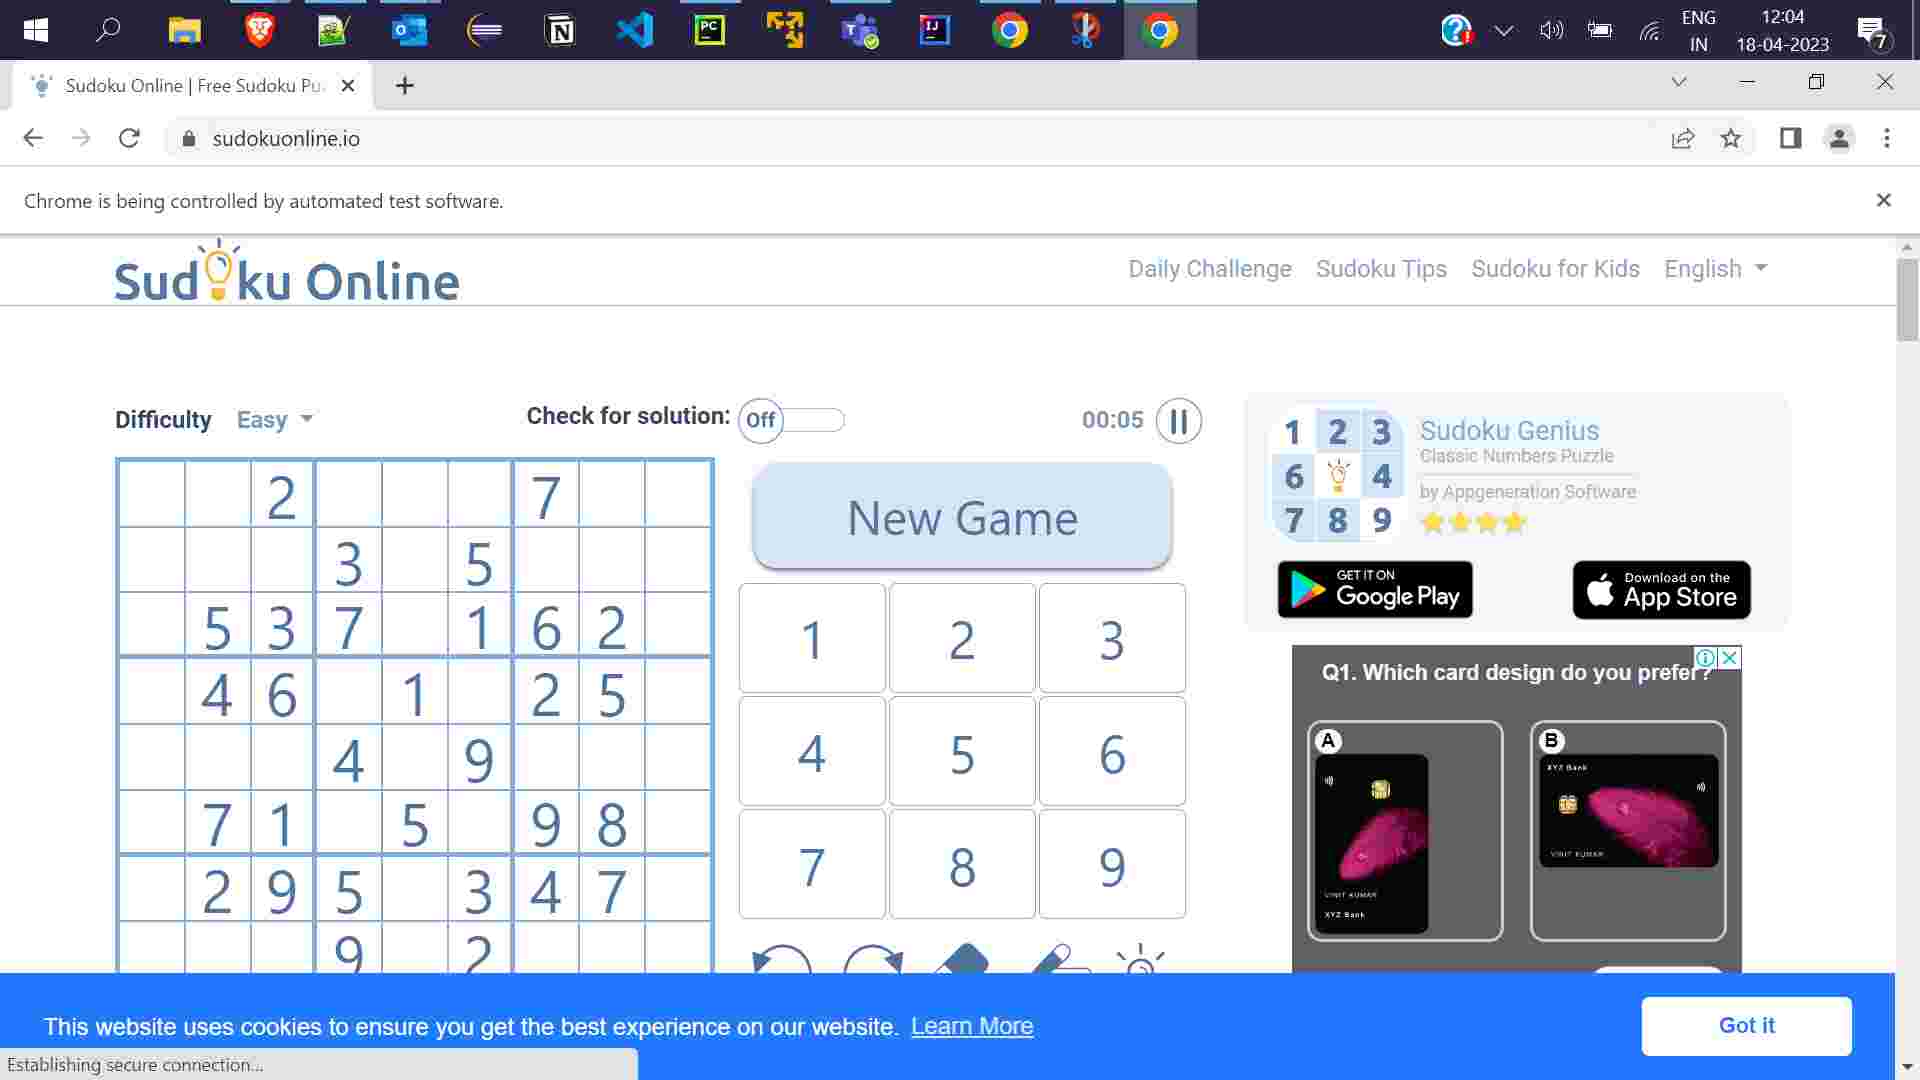 ENG
IN
12:04
18-04-2023
7
Sudoku Online | Free Sudoku Pu
sudokuonline.io
Chrome is being controlled by automated test software.
Sudoku Online
Daily Challenge Sudoku Tips Sudoku for Kids English
Difficulty Easy Check for solution: Off 00:05
2 7
3 5
5 3 7 1 6 2
4 6 1 2 5
4 9
7 1 5 9 8
2 9 5 3 4 7
9 2
New Game
1 2 3
4 5 6
7 8 9
1 2 3
6 4
7 8 9
Sudoku Genius
Classic Numbers Puzzle
by Appgeneration Software
GET IT ON
Google Play
Download on the
App Store
Q1. Which card design do you prefer?
A
VINIT KUMAR
XYZ Bank
B
XYZ Bank
VINIT KUMAR
This website uses cookies to ensure you get the best experience on our website. Learn More
Got it
Establishing secure connection...